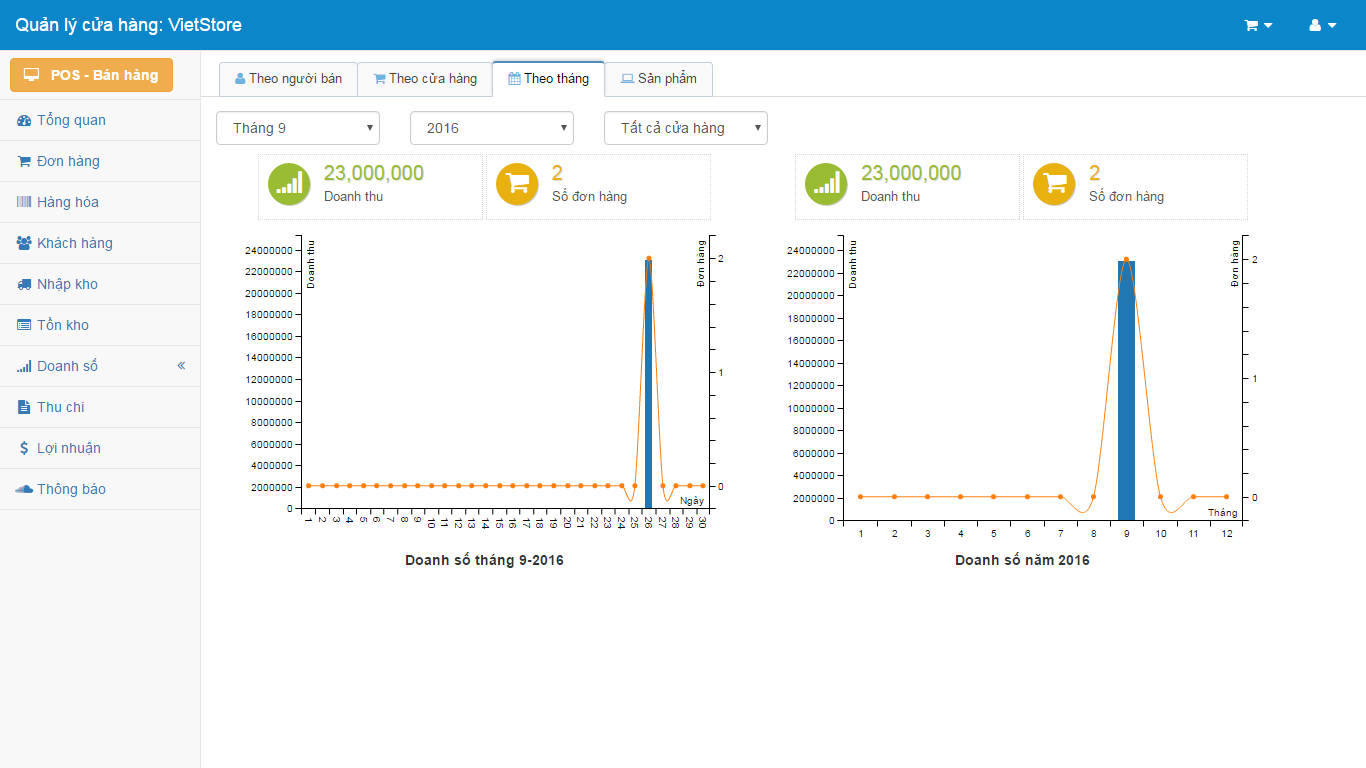 Quản lý cửa hàng: VietStore
POS - Bán hàng
Tổng quan
Đơn hàng
Hàng hóa
Khách hàng
Nhập kho
Tồn kho
Doanh số
Thu chi
Lợi nhuận
Thông báo
Theo người bán Theo cửa hàng Theo tháng Sản phẩm
Tháng 9 2016 Tất cả cửa hàng
23,000,000
Doanh thu
2
Số đơn hàng
24000000
22000000
20000000
18000000
16000000
14000000
12000000
10000000
8000000
6000000
4000000
2000000
0
Doanh thu
Đơn hàng
2
1
0
Ngày
1 2 3 4 5 6 7 8 9 10 11 12 13 14 15 16 17 18 19 20 21 22 23 24 25 26 27 28 29 30
Doanh số tháng 9-2016
23,000,000
Doanh thu
2
Số đơn hàng
24000000
22000000
20000000
18000000
16000000
14000000
12000000
10000000
8000000
6000000
4000000
2000000
0
Doanh thu
Đơn hàng
2
1
0
Tháng
1 2 3 4 5 6 7 8 9 10 11 12
Doanh số năm 2016